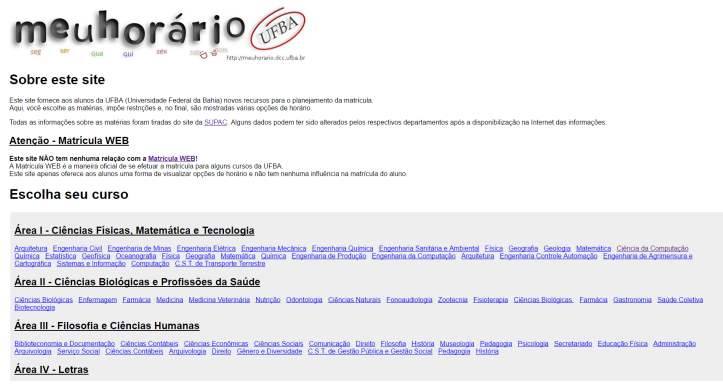 meuhorário UFBA
seg ter qua qui sex sab dom
http://meuhorario.dcc.ufba.br
Sobre este site
Este site fornece aos alunos da UFBA (Universidade Federal da Bahia) novos recursos para o planejamento da matrícula.
Aqui, você escolhe as matérias, impõe restrições e, no final, são mostradas várias opções de horário.
Todas as informações sobre as matérias foram tiradas do site da SUPAC. Alguns dados podem ter sido alterados pelos respectivos departamentos após a disponibilização na Internet das informações.
Atenção - Matrícula WEB
Este site NÃO tem nenhuma relação com a Matrícula WEB!
A Matrícula WEB é a maneira oficial de se efetuar a matrícula para alguns cursos da UFBA.
Este site apenas oferece aos alunos uma forma de visualizar opções de horário e não tem nenhuma influência na matrícula do aluno.
Escolha seu curso
Área I - Ciências Físicas, Matemática e Tecnologia
Arquitetura Engenharia Civil Engenharia de Minas Engenharia Elétrica Engenharia Mecânica Engenharia Química Engenharia Sanitária e Ambiental Física Geografia Geologia Matemática Ciência da Computação
Química Estatística Geofísica Oceanografia Física Geografia Matemática Química Engenharia de Produção Engenharia da Computação Arquitetura Engenharia Controle Automação Engenharia de Agrimensura e
Cartográfica Sistemas e Informação Computação C.S.T. de Transporte Terrestre
Área II - Ciências Biológicas e Profissões da Saúde
Ciências Biológicas Enfermagem Farmácia Medicina Medicina Veterinária Nutrição Odontologia Ciências Naturais Fonoaudiologia Zootecnia Fisioterapia Ciências Biológicas Farmácia Gastronomia Saúde Coletiva
Biotecnologia
Área III - Filosofia e Ciências Humanas
Biblioteconomia e Documentação Ciências Contábeis Ciências Econômicas Ciências Sociais Comunicação Direito Filosofia História Museologia Pedagogia Psicologia Secretariado Educação Física Administração
Arquivologia Serviço Social Ciências Contábeis Arquivologia Direito Gênero e Diversidade C.S.T. de Gestão Pública e Gestão Social Pedagogia História
Área IV - Letras